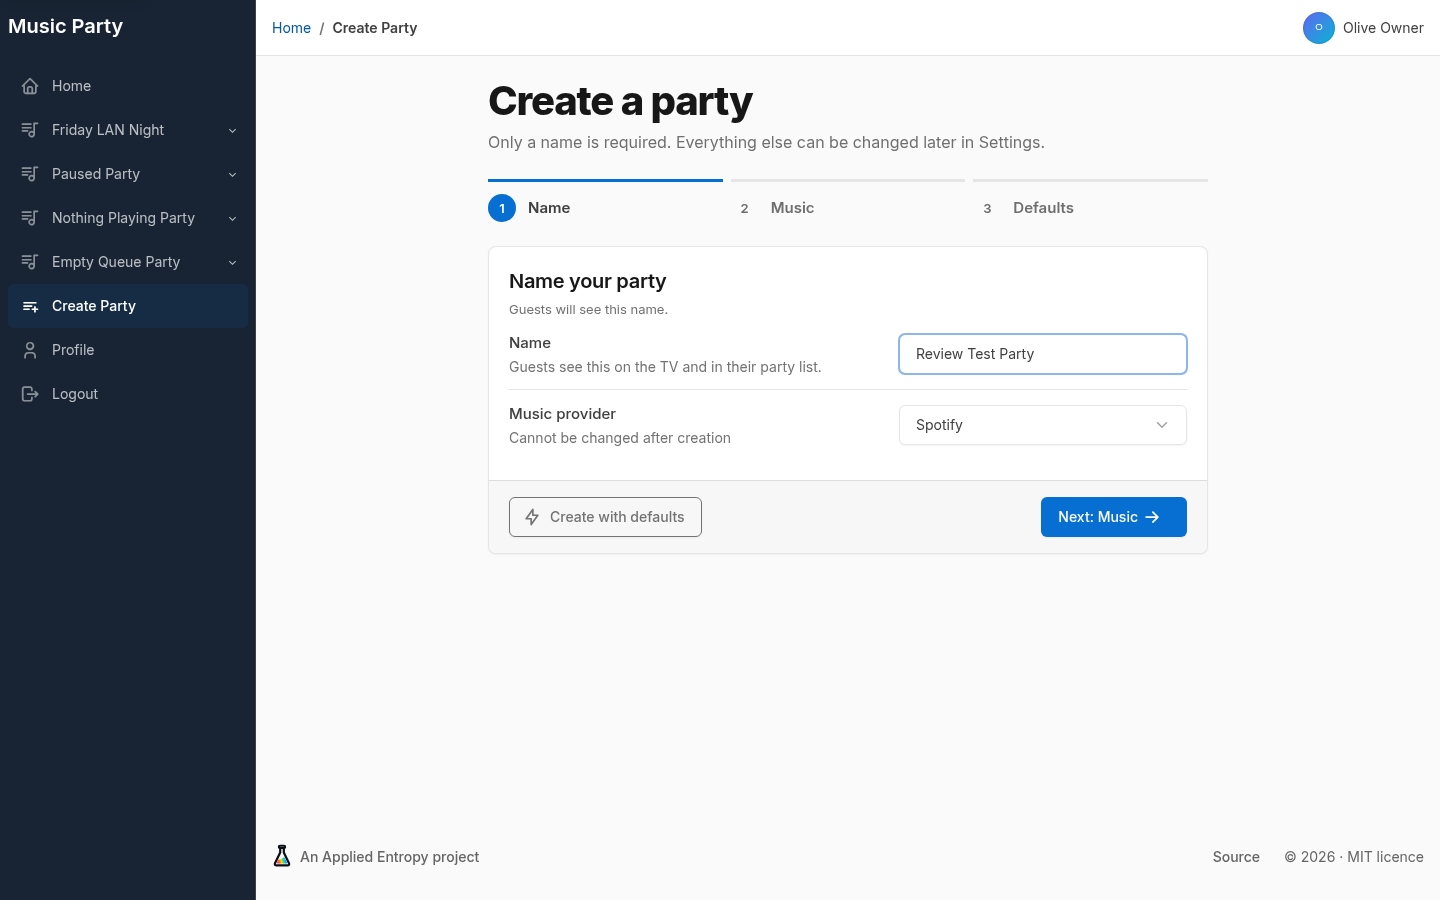 Music Party
Home
Friday LAN Night
Paused Party
Nothing Playing Party
Empty Queue Party
Create Party
Profile
Logout
Home / Create Party
O Olive Owner
Create a party
Only a name is required. Everything else can be changed later in Settings.
1 Name
2 Music
3 Defaults
Name your party
Guests will see this name.
Name
Guests see this on the TV and in their party list.
Review Test Party
Music provider
Cannot be changed after creation
Spotify
Create with defaults
Next: Music
An Applied Entropy project
Source
© 2026 · MIT licence